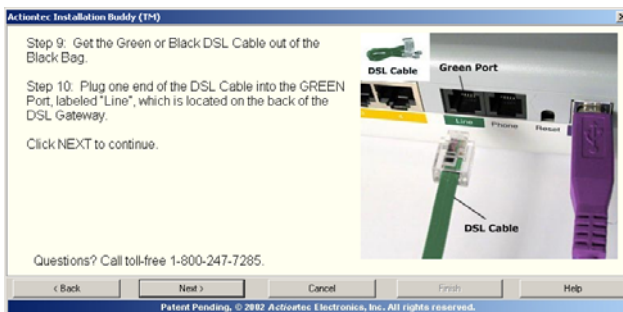 Actiontec Installation Buddy (TM)
Step 9: Get the Green or Black DSL Cable out of the
Black Bag.
Step 10: Plug one end of the DSL Cable into the GREEN
Port, labeled "Line", which is located on the back of the
DSL Gateway.
Click NEXT to continue.
Questions? Call toll-free 1-800-247-7285.
DSL Cable
Green Port
Line
Phone
Reset
DSL Cable
< Back
Next >
Cancel
Finish
Help
Patent Pending, © 2002 Actiontec Electronics, Inc. All rights reserved.